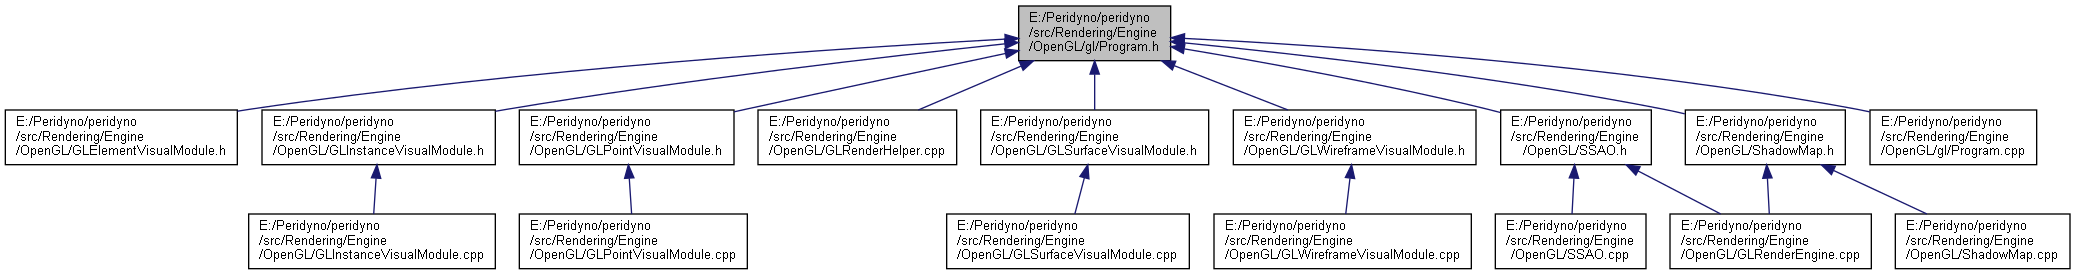 E:/Peridyno/peridyno
/src/Rendering/Engine
/OpenGL/gl/Program.h
E:/Peridyno/peridyno
/src/Rendering/Engine
/OpenGL/GLElementVisualModule.h
E:/Peridyno/peridyno
/src/Rendering/Engine
/OpenGL/GLInstanceVisualModule.h
E:/Peridyno/peridyno
/src/Rendering/Engine
/OpenGL/GLPointVisualModule.h
E:/Peridyno/peridyno
/src/Rendering/Engine
/OpenGL/GLRenderHelper.cpp
E:/Peridyno/peridyno
/src/Rendering/Engine
/OpenGL/GLSurfaceVisualModule.h
E:/Peridyno/peridyno
/src/Rendering/Engine
/OpenGL/GLWireframeVisualModule.h
E:/Peridyno/peridyno
/src/Rendering/Engine
/OpenGL/SSAO.h
E:/Peridyno/peridyno
/src/Rendering/Engine
/OpenGL/ShadowMap.h
E:/Peridyno/peridyno
/src/Rendering/Engine
/OpenGL/gl/Program.cpp
E:/Peridyno/peridyno
/src/Rendering/Engine
/OpenGL/GLInstanceVisualModule.cpp
E:/Peridyno/peridyno
/src/Rendering/Engine
/OpenGL/GLPointVisualModule.cpp
E:/Peridyno/peridyno
/src/Rendering/Engine
/OpenGL/GLSurfaceVisualModule.cpp
E:/Peridyno/peridyno
/src/Rendering/Engine
/OpenGL/GLWireframeVisualModule.cpp
E:/Peridyno/peridyno
/src/Rendering/Engine
/OpenGL/SSAO.cpp
E:/Peridyno/peridyno
/src/Rendering/Engine
/OpenGL/GLRenderEngine.cpp
E:/Peridyno/peridyno
/src/Rendering/Engine
/OpenGL/ShadowMap.cpp